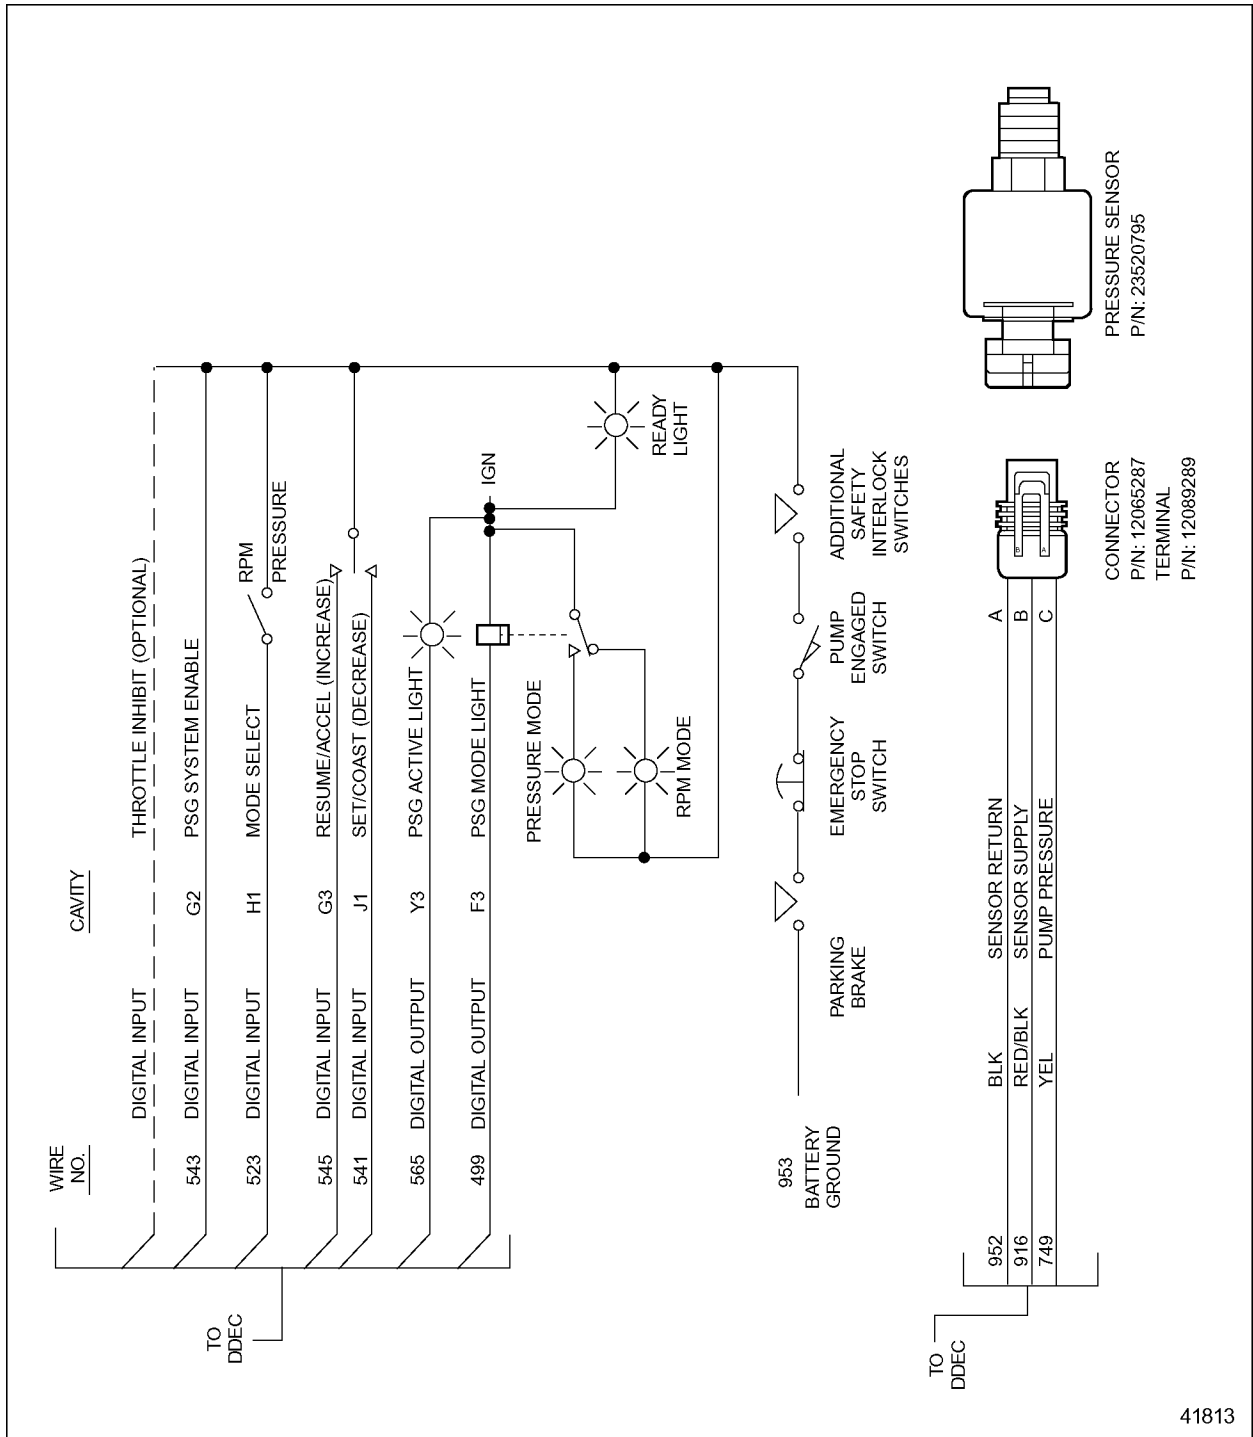 WIRE
NO.
CAVITY
DIGITAL INPUT
THROTTLE INHIBIT (OPTIONAL)
543
DIGITAL INPUT
G2
PSG SYSTEM ENABLE
523
DIGITAL INPUT
H1
MODE SELECT
RPM
PRESSURE
545
DIGITAL INPUT
G3
RESUME/ACCEL (INCREASE)
541
DIGITAL INPUT
J1
SET/COAST (DECREASE)
565
DIGITAL OUTPUT
Y3
PSG ACTIVE LIGHT
499
DIGITAL OUTPUT
F3
PSG MODE LIGHT
IGN
TO
DDEC
PRESSURE MODE
RPM MODE
READY
LIGHT
953
BATTERY
GROUND
PARKING
BRAKE
EMERGENCY
STOP
SWITCH
PUMP
ENGAGED
SWITCH
ADDITIONAL
SAFETY
INTERLOCK
SWITCHES
TO
DDEC
952
BLK
SENSOR RETURN
A
916
RED/BLK
SENSOR SUPPLY
B
749
YEL
PUMP PRESSURE
C
B
A
CONNECTOR
P/N: 12065287
TERMINAL
P/N: 12089289
PRESSURE SENSOR
P/N: 23520795
41813